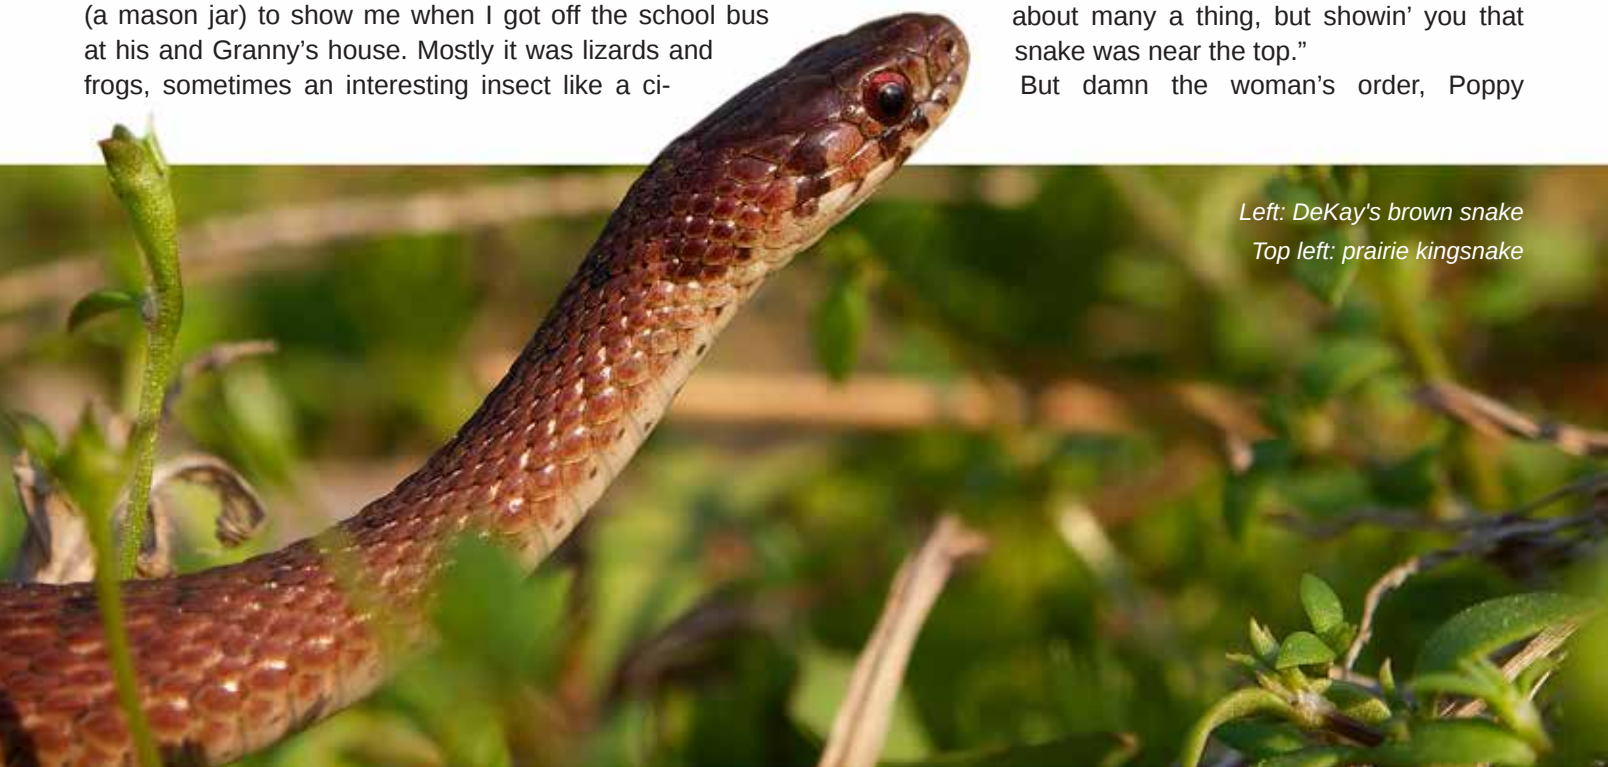 (a mason jar) to show me when I got off the school bus
at his and Granny’s house. Mostly it was lizards and
frogs, sometimes an interesting insect like a ci-
about many a thing, but showin’ you that
snake was near the top.”
But damn the woman’s order, Poppy
Left: DeKay's brown snake
Top left: prairie kingsnake